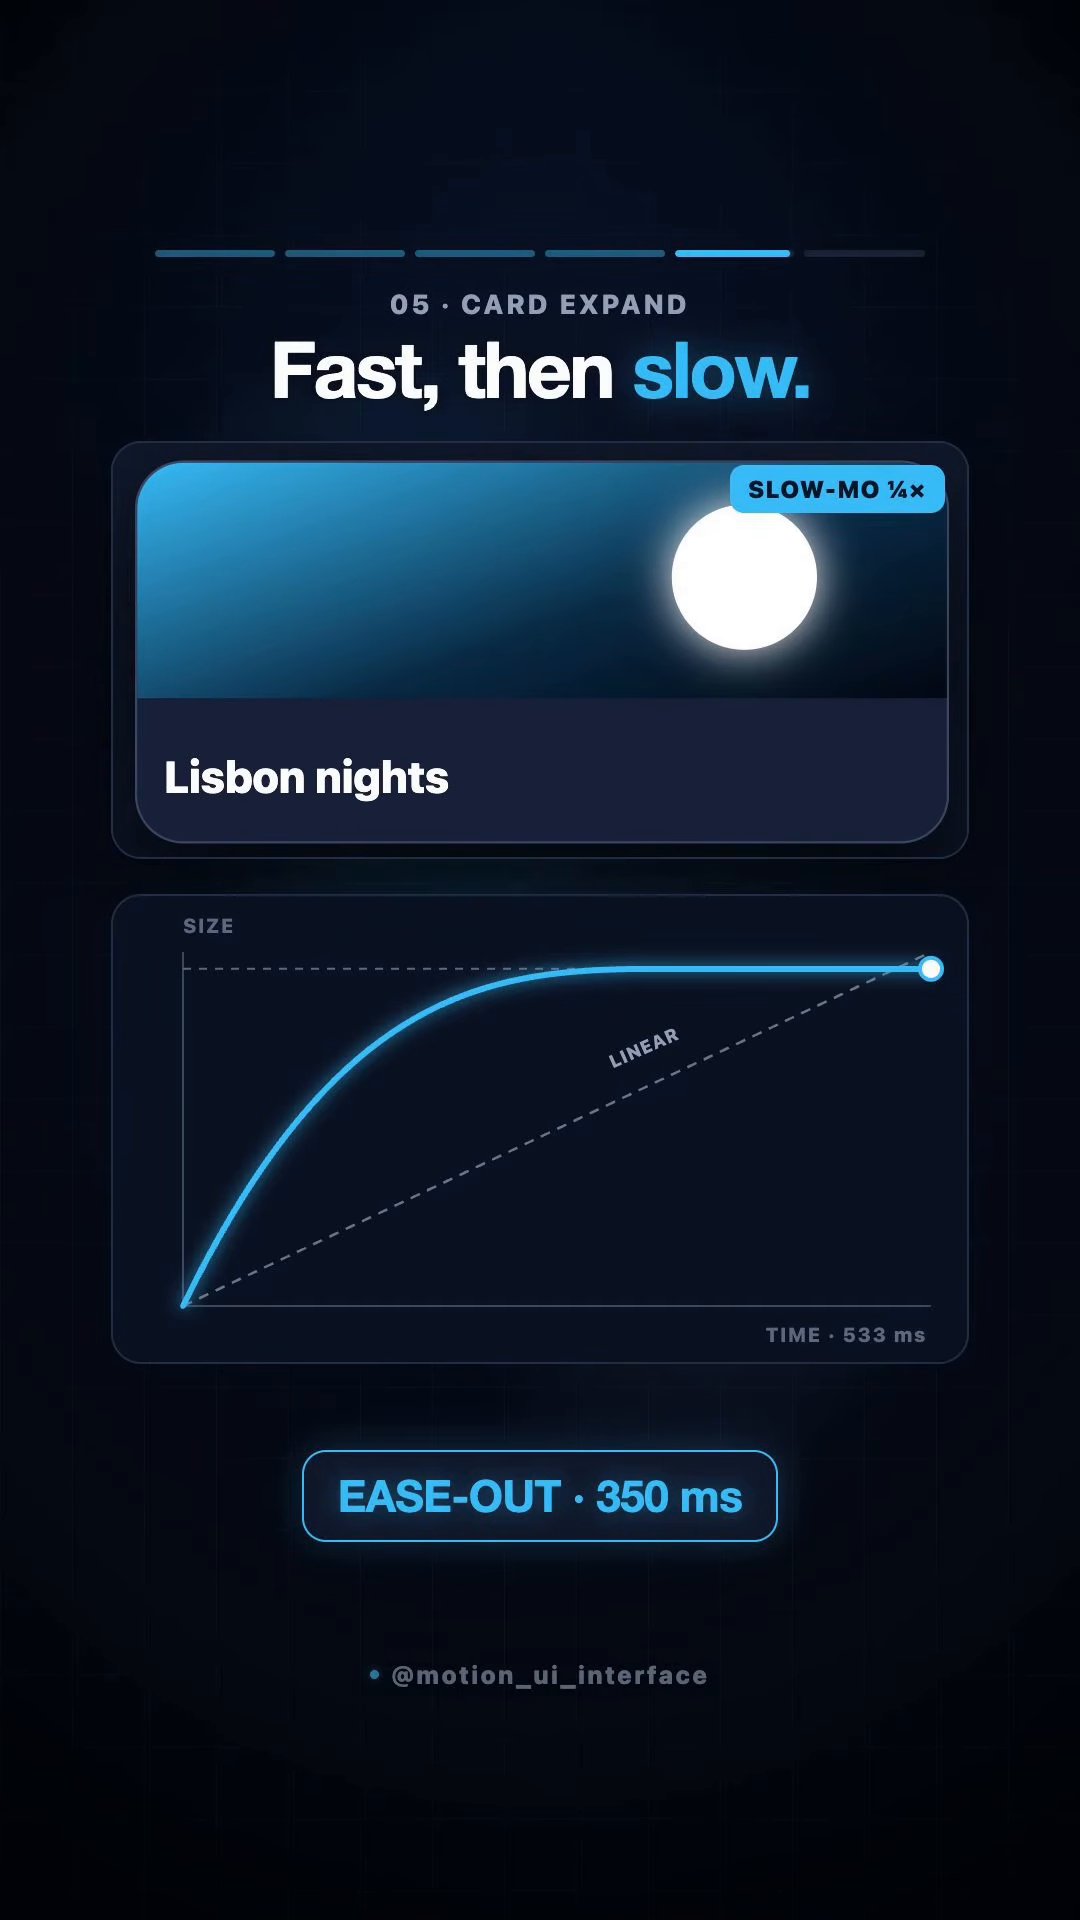 05 · CARD EXPAND
Fast, then slow.
SLOW-MO ¼×
Lisbon nights
SIZE
LINEAR
TIME · 533 ms
EASE-OUT · 350 ms
@motion_ui_interface